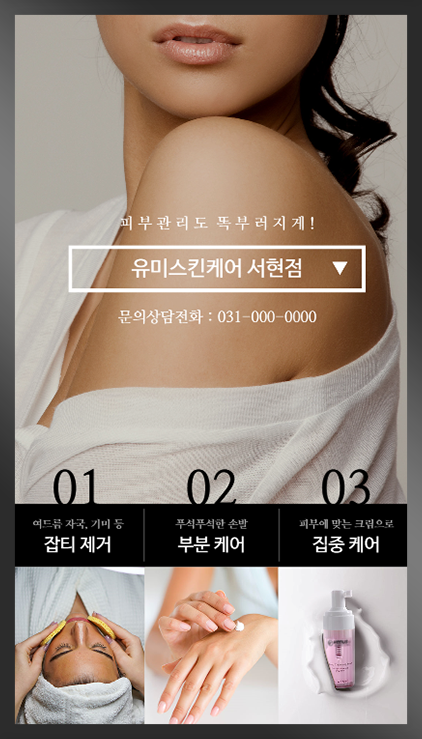 피부관리도 똑부러지게!
유미스킨케어 서현점
문의상담전화 : 031-000-0000
01 02 03
여드름 자국, 기미 등 푸석푸석한 손발 피부에 맞는 크림으로
잡티 제거 부분 케어 집중 케어